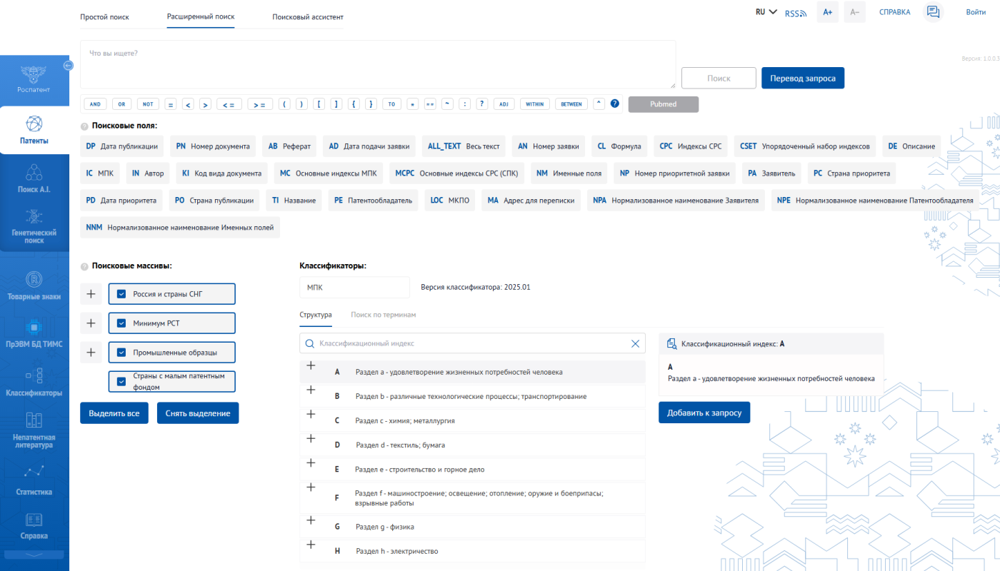 Простой поиск
Расширенный поиск
Поисковый ассистент
RU
RSS
A+
A−
СПРАВКА
Войти
Что вы ищете?
Версия: 1.0.0.3
Поиск
Перевод запроса
AND OR NOT = < > < = > = ( ) [ ] { } TO * == ~ : ? ADJ WITHIN BETWEEN ^ ?
Pubmed
? Поисковые поля:
DP Дата публикации
PN Номер документа
AB Реферат
AD Дата подачи заявки
ALL_TEXT Весь текст
AN Номер заявки
CL Формула
CPC Индексы CPC
CSET Упорядоченный набор индексов
DE Описание
IC МПК
IN Автор
KI Код вида документа
MC Основные индексы МПК
MCPC Основные индексы CPC (СПК)
NM Именные поля
NP Номер приоритетной заявки
PA Заявитель
PC Страна приоритета
PD Дата приоритета
PO Страна публикации
TI Название
PE Патентообладатель
LOC МКПО
MA Адрес для переписки
NPA Нормализованное наименование Заявителя
NPE Нормализованное наименование Патентообладателя
NNM Нормализованное наименование Именных полей
Роспатент
Патенты
Поиск A.I.
Генетический
поиск
Товарные знаки
ПрЭВМ БД ТИМС
Классификаторы
Непатентная
литература
Статистика
Справка
? Поисковые массивы:
+ Россия и страны СНГ
+ Минимум PCT
+ Промышленные образцы
Страны с малым патентным
фондом
Выделить все
Снять выделение
Классификаторы:
МПК
Версия классификатора: 2025.01
Структура
Поиск по терминам
Классификационный индекс
+ A Раздел a - удовлетворение жизненных потребностей человека
+ B Раздел b - различные технологические процессы; транспортирование
+ C Раздел c - химия; металлургия
+ D Раздел d - текстиль; бумага
+ E Раздел e - строительство и горное дело
+ F Раздел f - машиностроение; освещение; отопление; оружие и боеприпасы;
взрывные работы
+ G Раздел g - физика
+ H Раздел h - электричество
Классификационный индекс: A
A
Раздел a - удовлетворение жизненных потребностей человека
Добавить к запросу